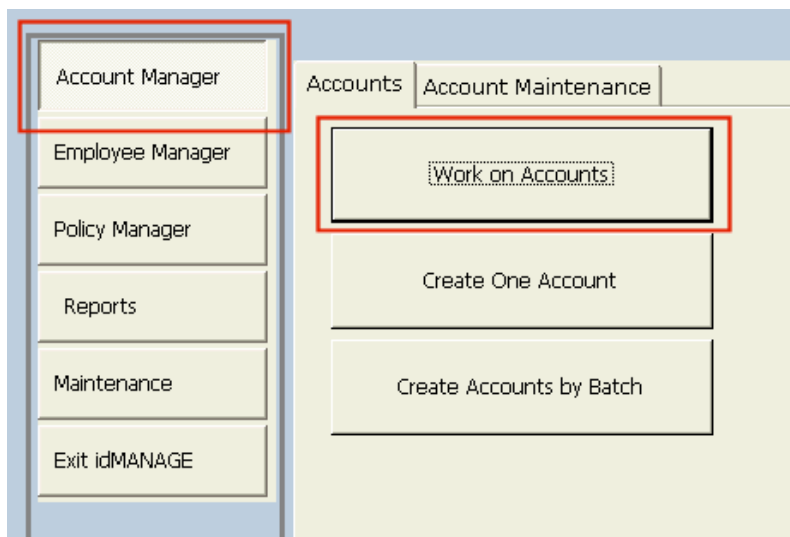 Account Manager
Employee Manager
Policy Manager
Reports
Maintenance
Exit idMANAGE
Accounts
Account Maintenance
Work on Accounts
Create One Account
Create Accounts by Batch